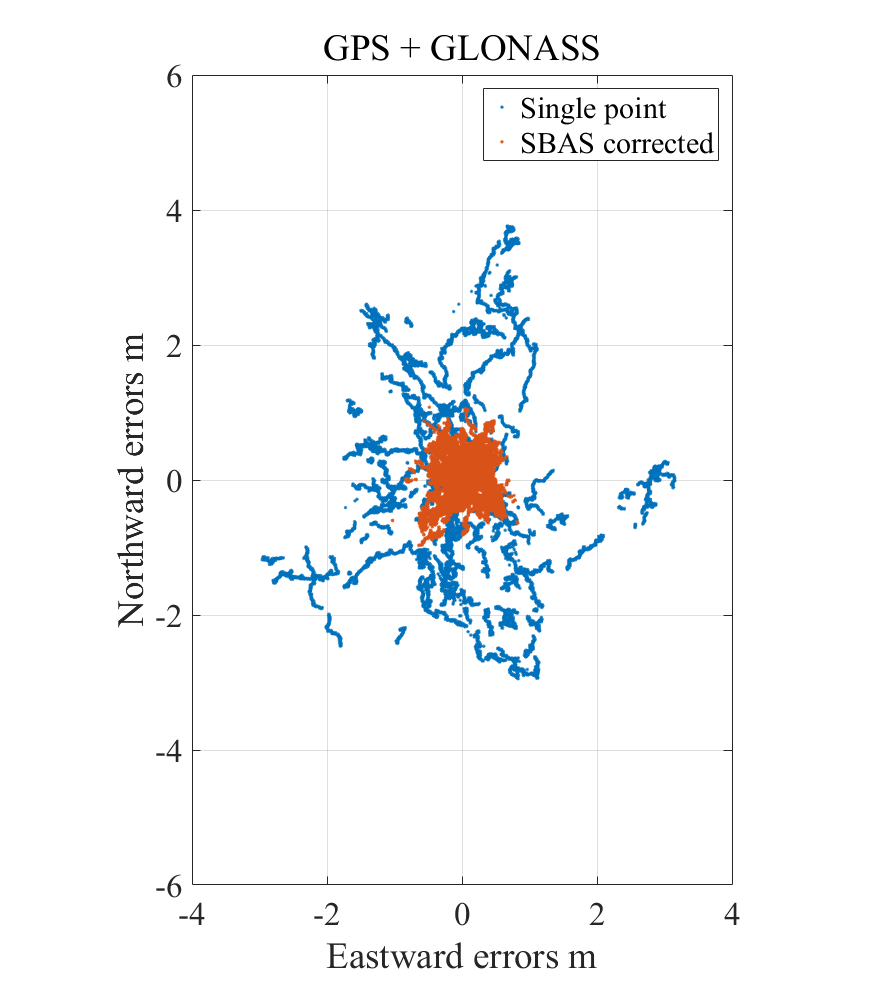 GPS + GLONASS
Single point
SBAS corrected
6
4
2
0
-2
-4
-6
Northward errors m
-4
-2
0
2
4
Eastward errors m